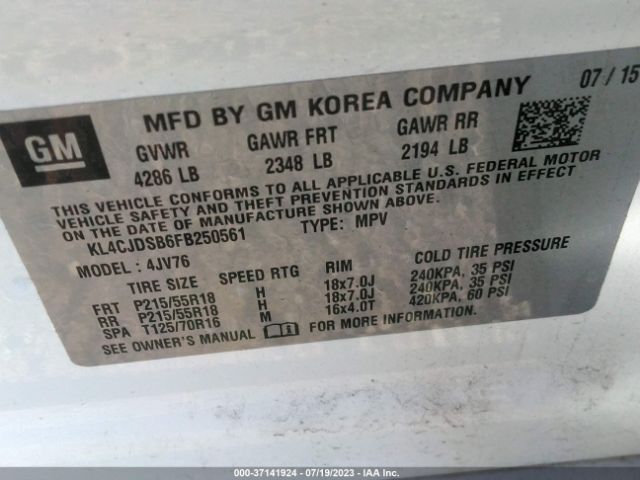 GM
MFD BY GM KOREA COMPANY 07 / 15
GVWR GAWR FRT GAWR RR
4286 LB 2348 LB 2194 LB
THIS VEHICLE CONFORMS TO ALL APPLICABLE U.S. FEDERAL MOTOR
VEHICLE SAFETY AND THEFT PREVENTION STANDARDS IN EFFECT
ON THE DATE OF MANUFACTURE SHOWN ABOVE.
KL4CJDSB6FB250561 TYPE: MPV
MODEL : 4JV76
TIRE SIZE SPEED RTG RIM COLD TIRE PRESSURE
FRT P215/55R18 H 18x7.0J 240KPA, 35 PSI
RR P215/55R18 H 18x7.0J 240KPA, 35 PSI
SPA T125/70R16 M 16x4.0T 420KPA, 60 PSI
SEE OWNER'S MANUAL FOR MORE INFORMATION.
000-37141924 - 07/19/2023 - IAA Inc.